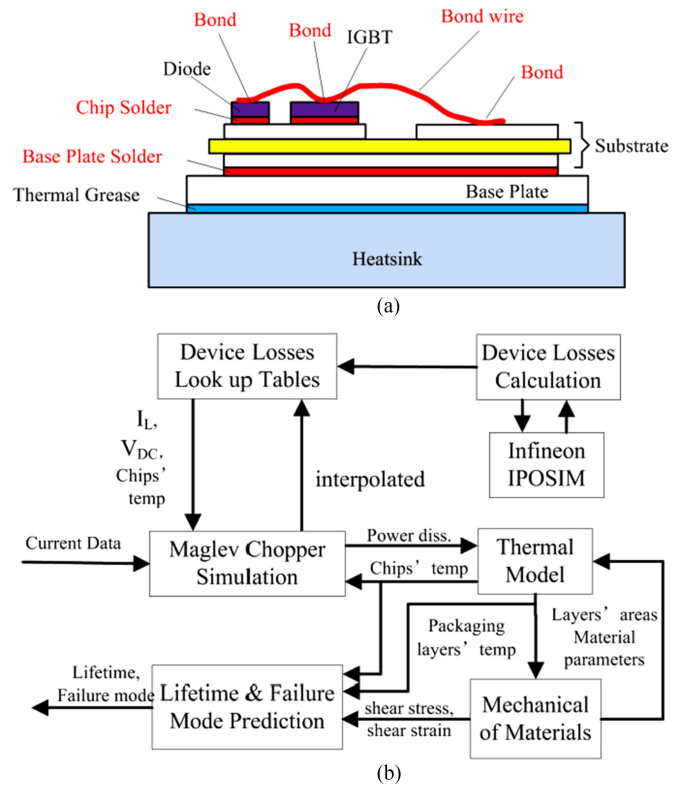 Bond
Bond
IGBT
Bond wire
Diode
Bond
Chip Solder
Substrate
Base Plate Solder
Base Plate
Thermal Grease
Heatsink
(a)
Device Losses
Look up Tables
Device Losses
Calculation
I_L,
V_DC,
Chips’
temp
interpolated
Infineon
IPOSIM
Current Data
Maglev Chopper
Simulation
Power diss.
Chips’ temp
Thermal
Model
Packaging
layers’ temp
Layers’ areas
Material
parameters
Lifetime,
Failure mode
Lifetime & Failure
Mode Prediction
shear stress,
shear strain
Mechanical
of Materials
(b)